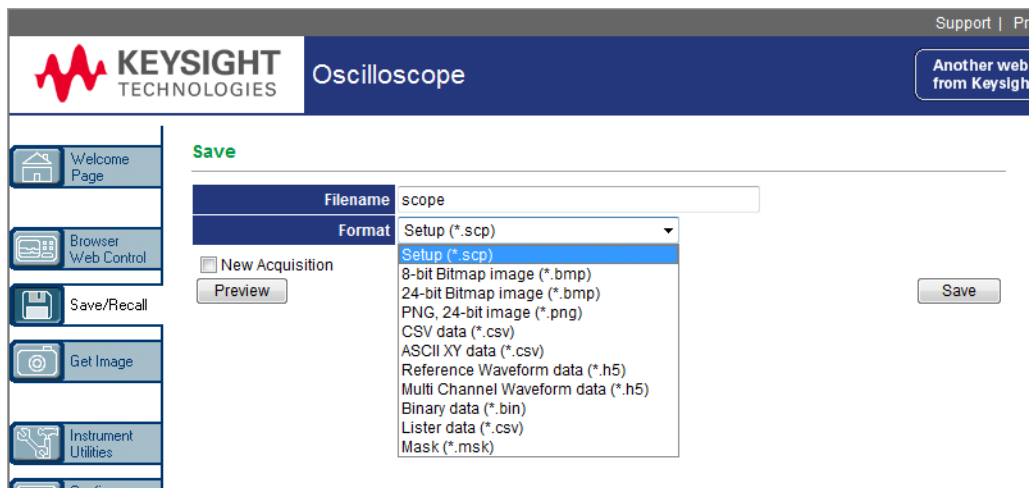 Support |
KEYSIGHT
TECHNOLOGIES
Oscilloscope
Another web
from
Welcome
Page
Browser
Web Control
Save/Recall
Get Image
Instrument
Utilities
Save
Filename scope
Format Setup (*.scp)
Setup (*.scp)
8-bit Bitmap image (*.bmp)
24-bit Bitmap image (*.bmp)
PNG, 24-bit image (*.png)
CSV data (*.csv)
ASCII XY data (*.csv)
Reference Waveform data (*.h5)
Multi Channel Waveform data (*.h5)
Binary data (*.bin)
Lister data (*.csv)
Mask (*.msk)
New Acquisition
Preview
Save